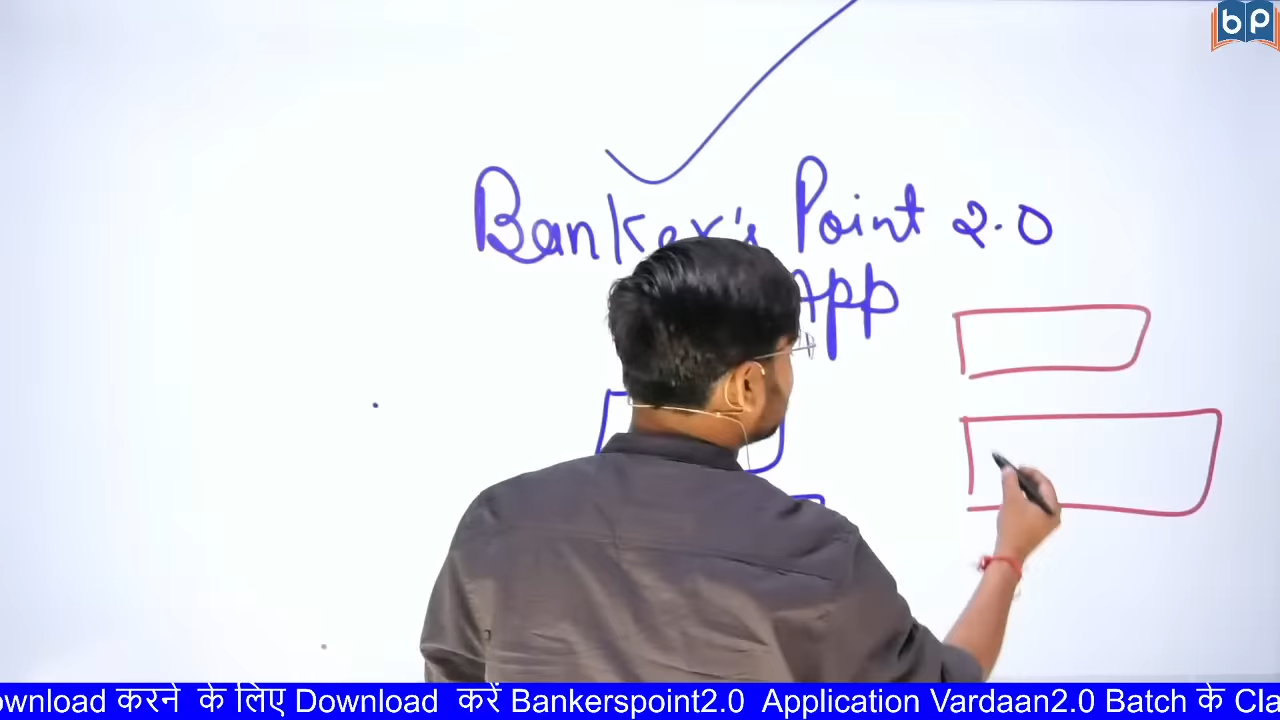 bp
Banker's Point 2.0
App
ownload करने के लिए Download करें Bankerspoint2.0 Application Vardaan2.0 Batch के Cla